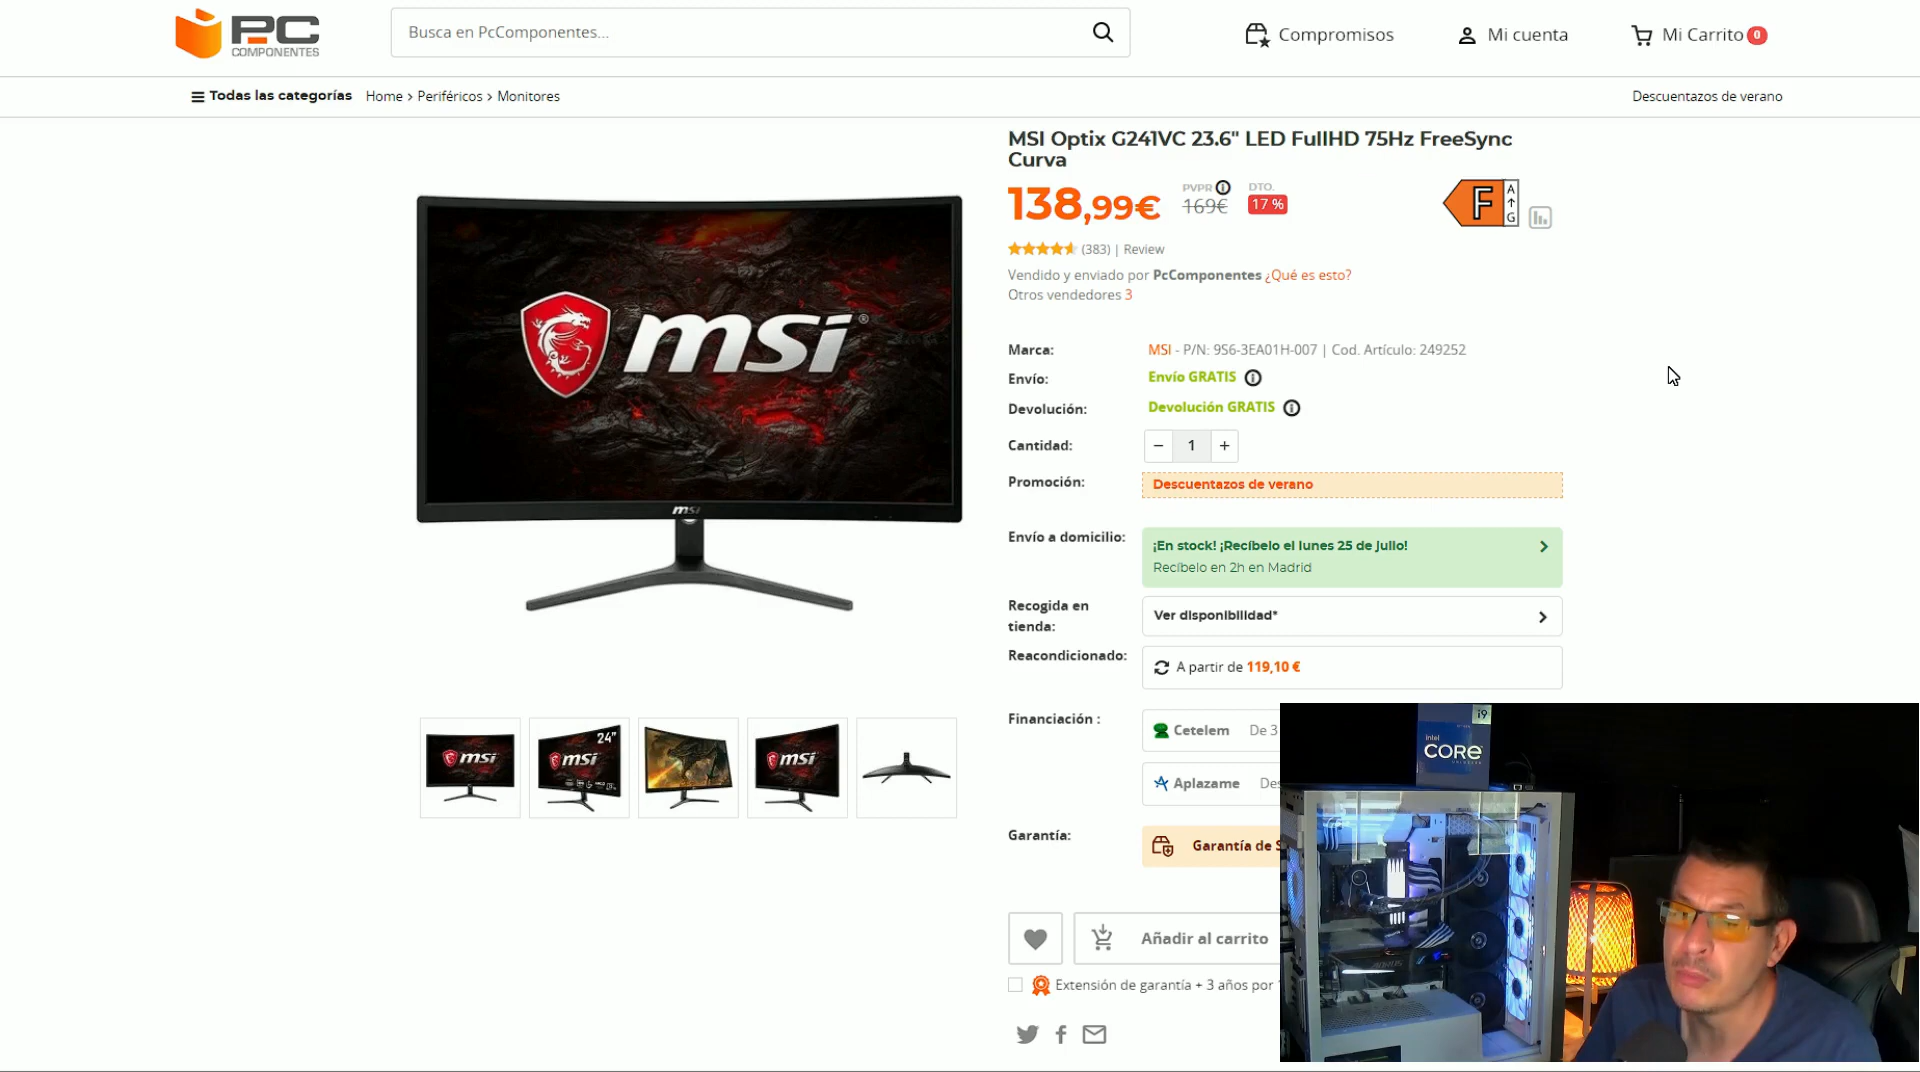 PC
COMPONENTES
Busca en PcComponentes...
Compromisos
Mi cuenta
Mi Carrito 0
Todas las categorías
Home > Periféricos > Monitores
Descuentazos de verano
MSI Optix G241VC 23.6" LED FullHD 75Hz FreeSync
Curva
138,99€
PVPR
169€
DTO.
17 %
F
A
G
(383) | Review
Vendido y enviado por PcComponentes ¿Qué es esto?
Otros vendedores 3
msi
msi
Marca: MSI - P/N: 9S6-3EA01H-007 | Cod. Artículo: 249252
Envío: Envío GRATIS
Devolución: Devolución GRATIS
Cantidad: − 1 +
Promoción: Descuentazos de verano
Envío a domicilio: ¡En stock! ¡Recíbelo el lunes 25 de julio!
Recíbelo en 2h en Madrid
Recogida en
tienda:
Ver disponibilidad*
Reacondicionado: A partir de 119,10 €
Financiación : Cetelem De 3
Aplazame Des
Garantía: Garantía de S
msi
24"
msi
msi
Añadir al carrito
Extensión de garantía + 3 años por
i9
intel
CORE